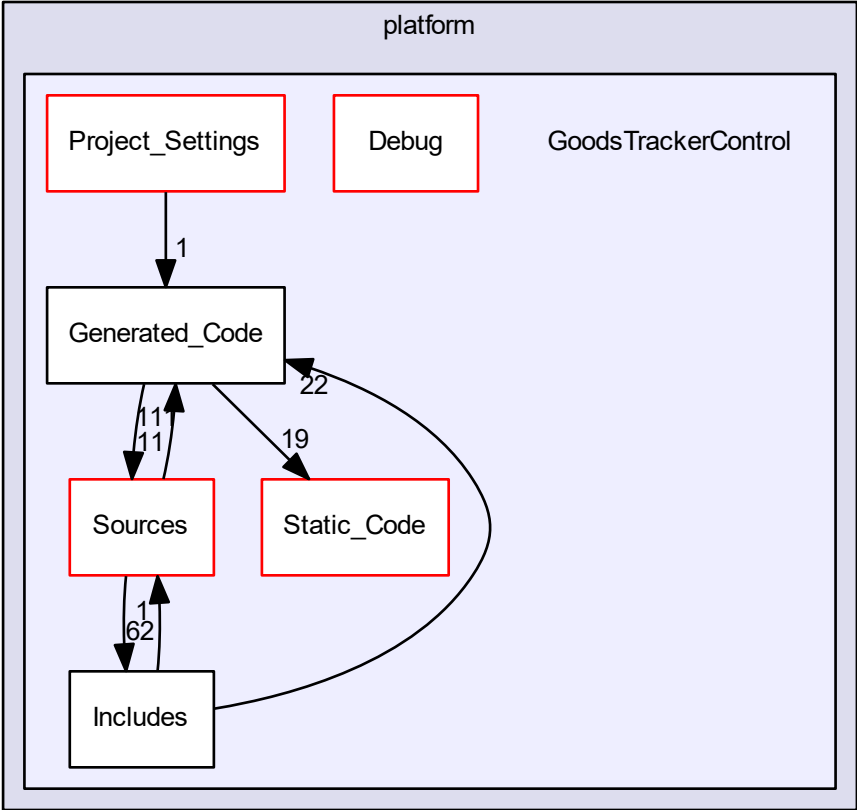 platform
Project_Settings
Debug
GoodsTrackerControl
1
Generated_Code
22
111
11
19
Sources
Static_Code
1
62
Includes